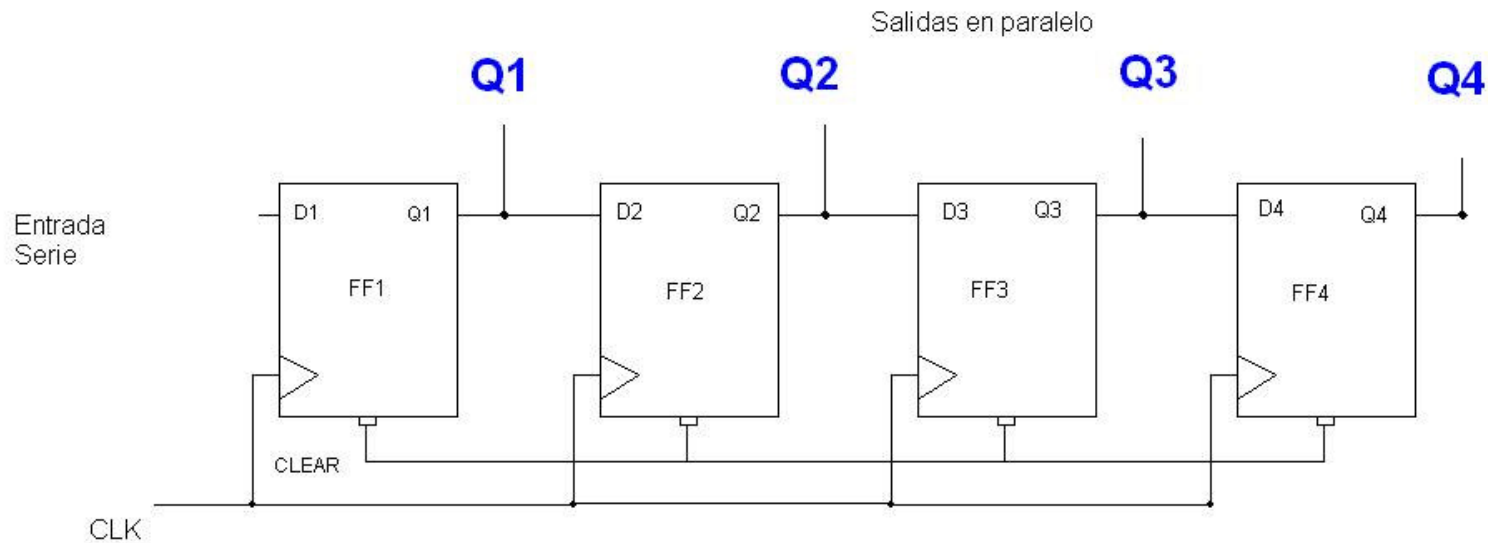 Salidas en paralelo
Q1 Q2 Q3 Q4
D1 Q1 D2 Q2 D3 Q3 D4 Q4
Entrada
Serie
FF1 FF2 FF3 FF4
CLEAR
CLK